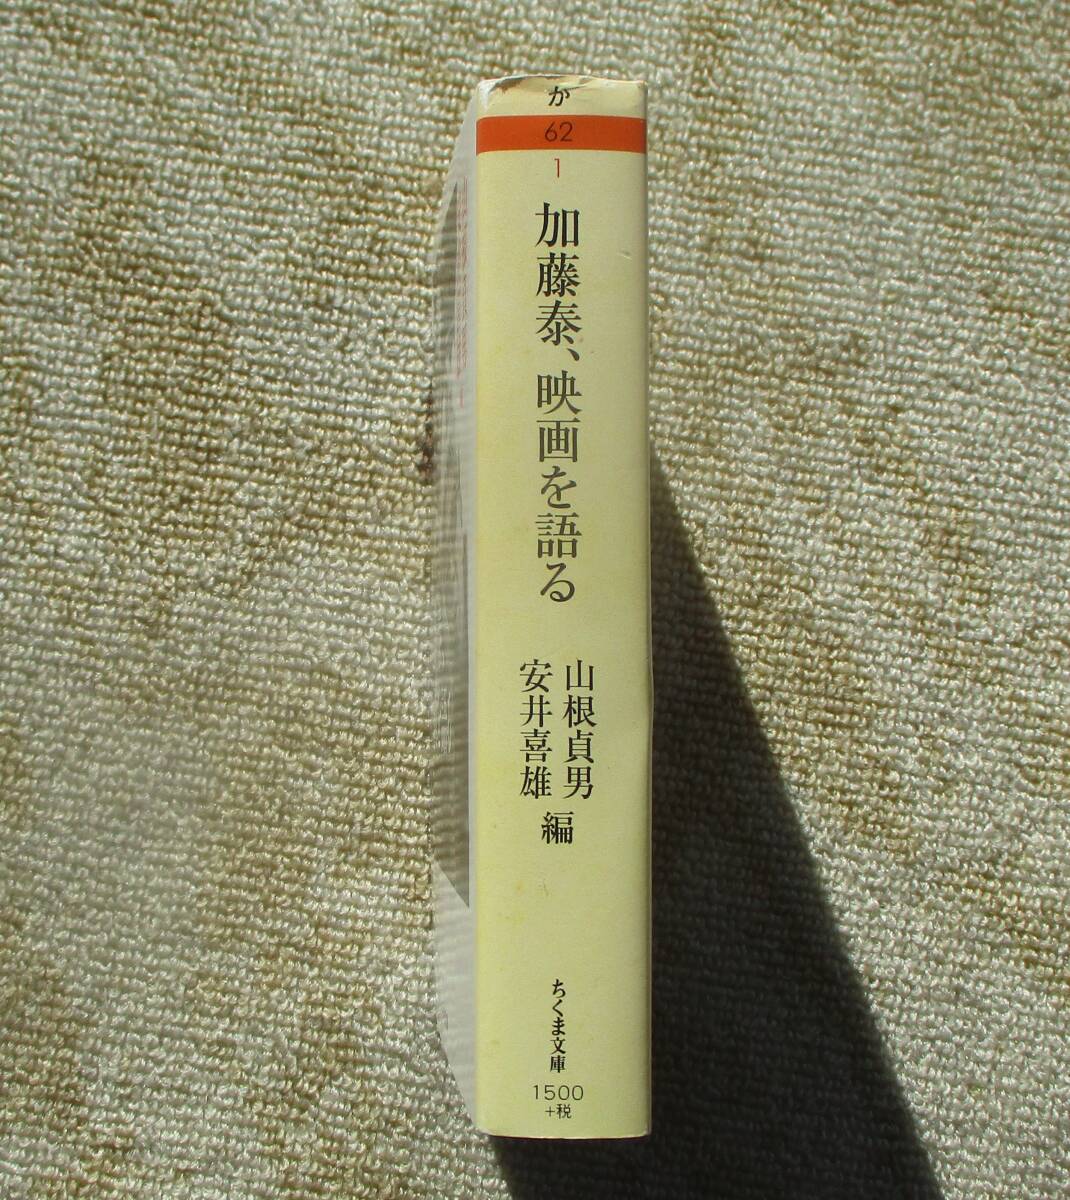 か
62
1
加藤泰、映画を語る
山根貞男
安井喜雄
編
ちくま文庫
1500
+税